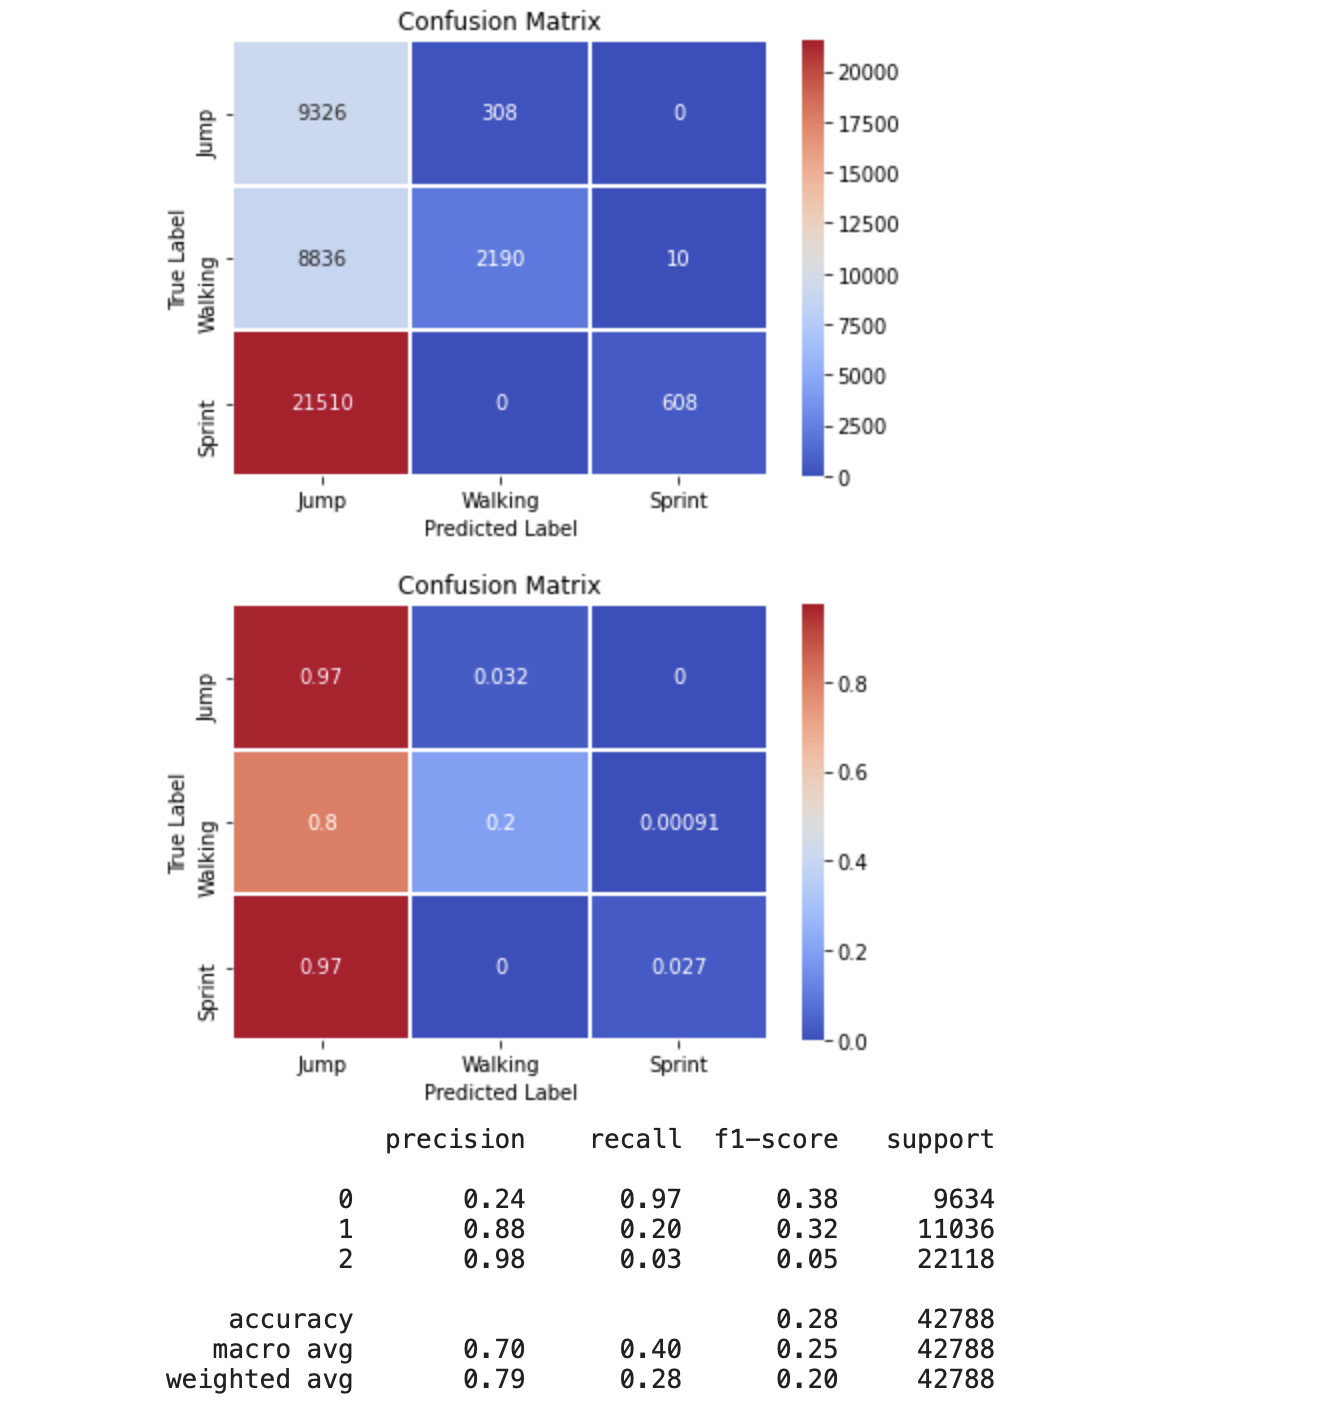 Confusion Matrix
Jump 9326 308 0 20000
17500
15000
True Label
Walking 8836 2190 10 12500
10000
7500
5000
Sprint 21510 0 608 2500
0
Jump Walking Sprint
Predicted Label
Confusion Matrix
Jump 0.97 0.032 0 0.8
0.6
True Label
Walking 0.8 0.2 0.00091 0.4
0.2
Sprint 0.97 0 0.027 0.0
Jump Walking Sprint
Predicted Label
precision recall f1-score support
0 0.24 0.97 0.38 9634
1 0.88 0.20 0.32 11036
2 0.98 0.03 0.05 22118
accuracy 0.28 42788
macro avg 0.70 0.40 0.25 42788
weighted avg 0.79 0.28 0.20 42788